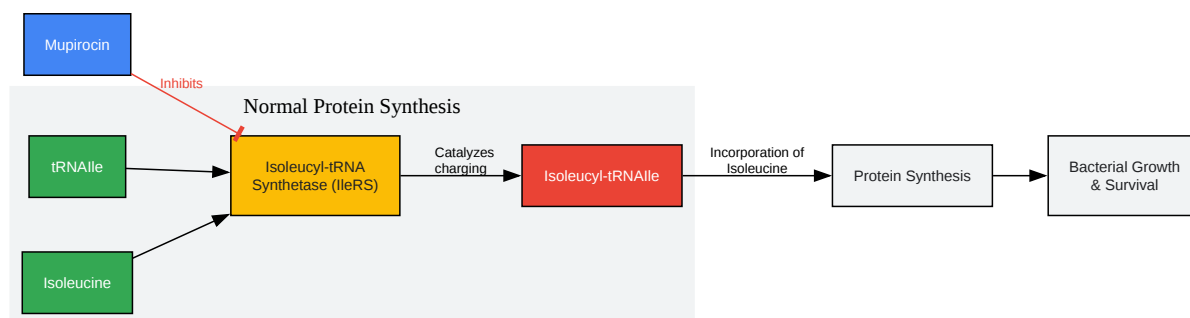 Mupirocin
Inhibits
Normal Protein Synthesis
tRNAIle
Isoleucyl-tRNA
Synthetase (IleRS)
Catalyzes
charging
Isoleucyl-tRNAIle
Incorporation of
Isoleucine
Protein Synthesis
Bacterial Growth
& Survival
Isoleucine